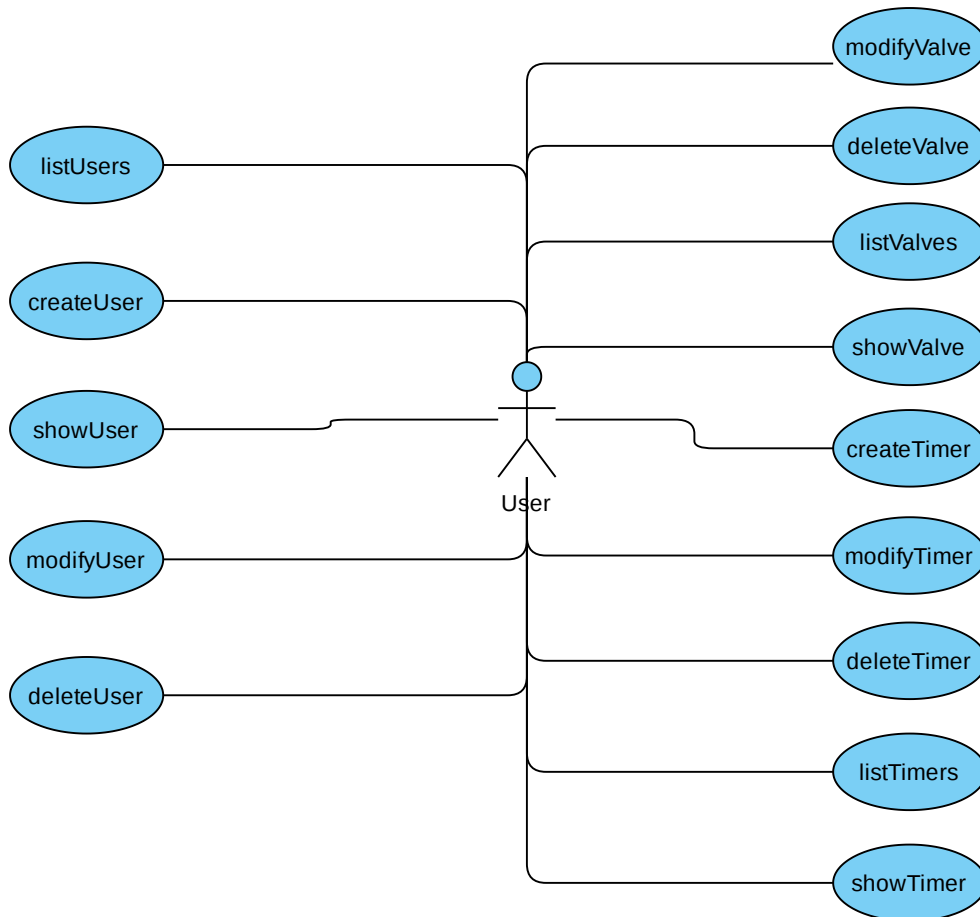 modifyValve
deleteValve
listUsers
listValves
createUser
showValve
showUser
createTimer
User
modifyUser
modifyTimer
deleteUser
deleteTimer
listTimers
showTimer